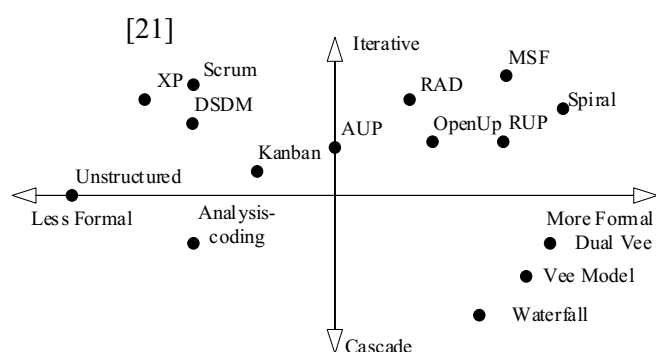 [21]
Iterative
MSF
XP
Scrum
RAD
Spiral
DSDM
AUP
OpenUp
RUP
Kanban
Unstructured
Less Formal
Analysis-
coding
More Formal
Dual Vee
Vee Model
Waterfall
Cascade